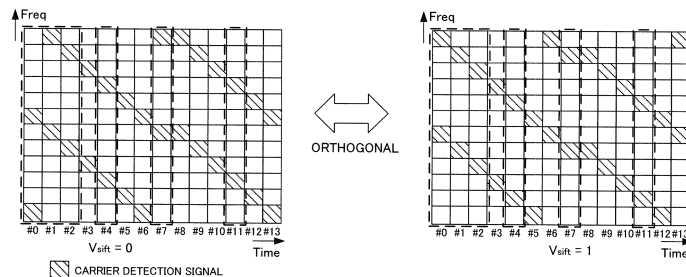 Freq
Freq
ORTHOGONAL
#0 #1 #2 #3 #4 #5 #6 #7 #8 #9 #10 #11 #12 #13
Time
#0 #1 #2 #3 #4 #5 #6 #7 #8 #9 #10 #11 #12 #13
Time
Vsift = 0
Vsift = 1
CARRIER DETECTION SIGNAL